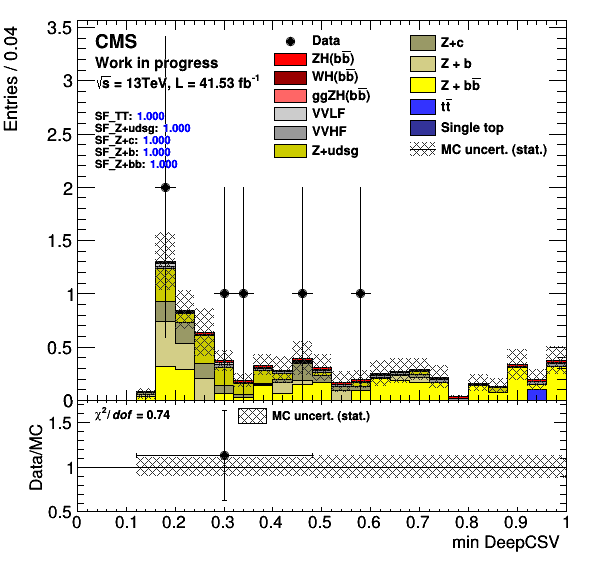 CMS
Work in progress
√s = 13TeV, L = 41.53 fb⁻¹
SF_TT: 1.000
SF_Z+udsg: 1.000
SF_Z+c: 1.000
SF_Z+b: 1.000
SF_Z+bb: 1.000
Data
ZH(bb̅)
WH(bb̅)
ggZH(bb̅)
VVLF
VVHF
Z+udsg
Z+c
Z + b
Z + bb̅
tt̅
Single top
MC uncert. (stat.)
Entries / 0.04
3.5
3
2.5
2
1.5
1
0.5
0
χ²/ dof = 0.74
MC uncert. (stat.)
Data/MC
1.5
1
0.5
0 0.1 0.2 0.3 0.4 0.5 0.6 0.7 0.8 0.9 1
min DeepCSV